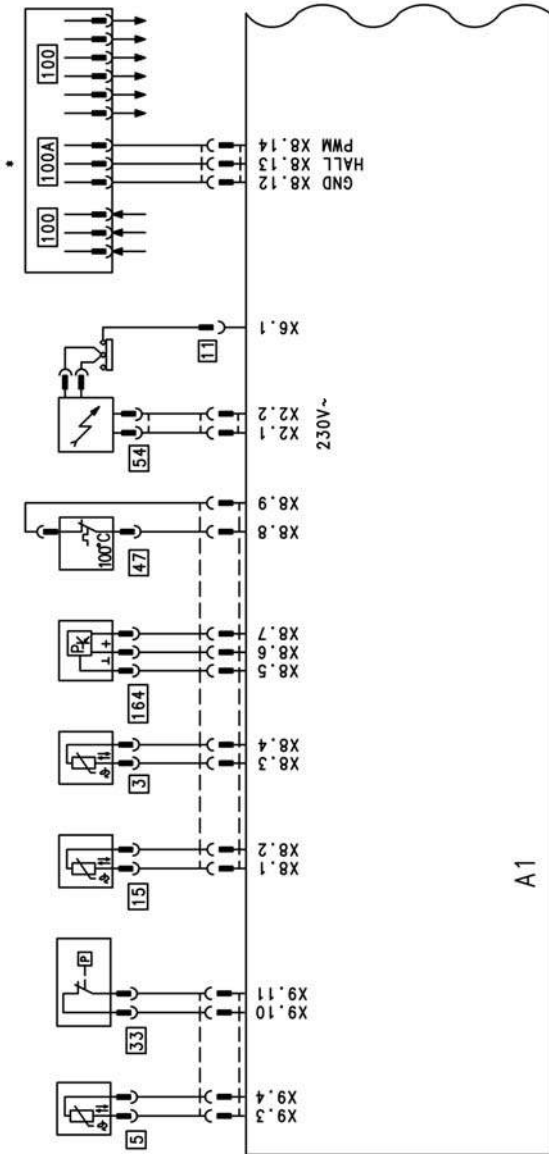 *
100
100A
100
X8.14 PWM
X8.13 HALL
X8.12 GND
11
X6.1
54
X2.2
X2.1
230V~
100°C
47
X8.9
X8.8
PK
+
⊥
164
X8.7
X8.6
X8.5
3
X8.4
X8.3
15
X8.2
X8.1
P
33
X9.11
X9.10
5
X9.4
X9.3
A1